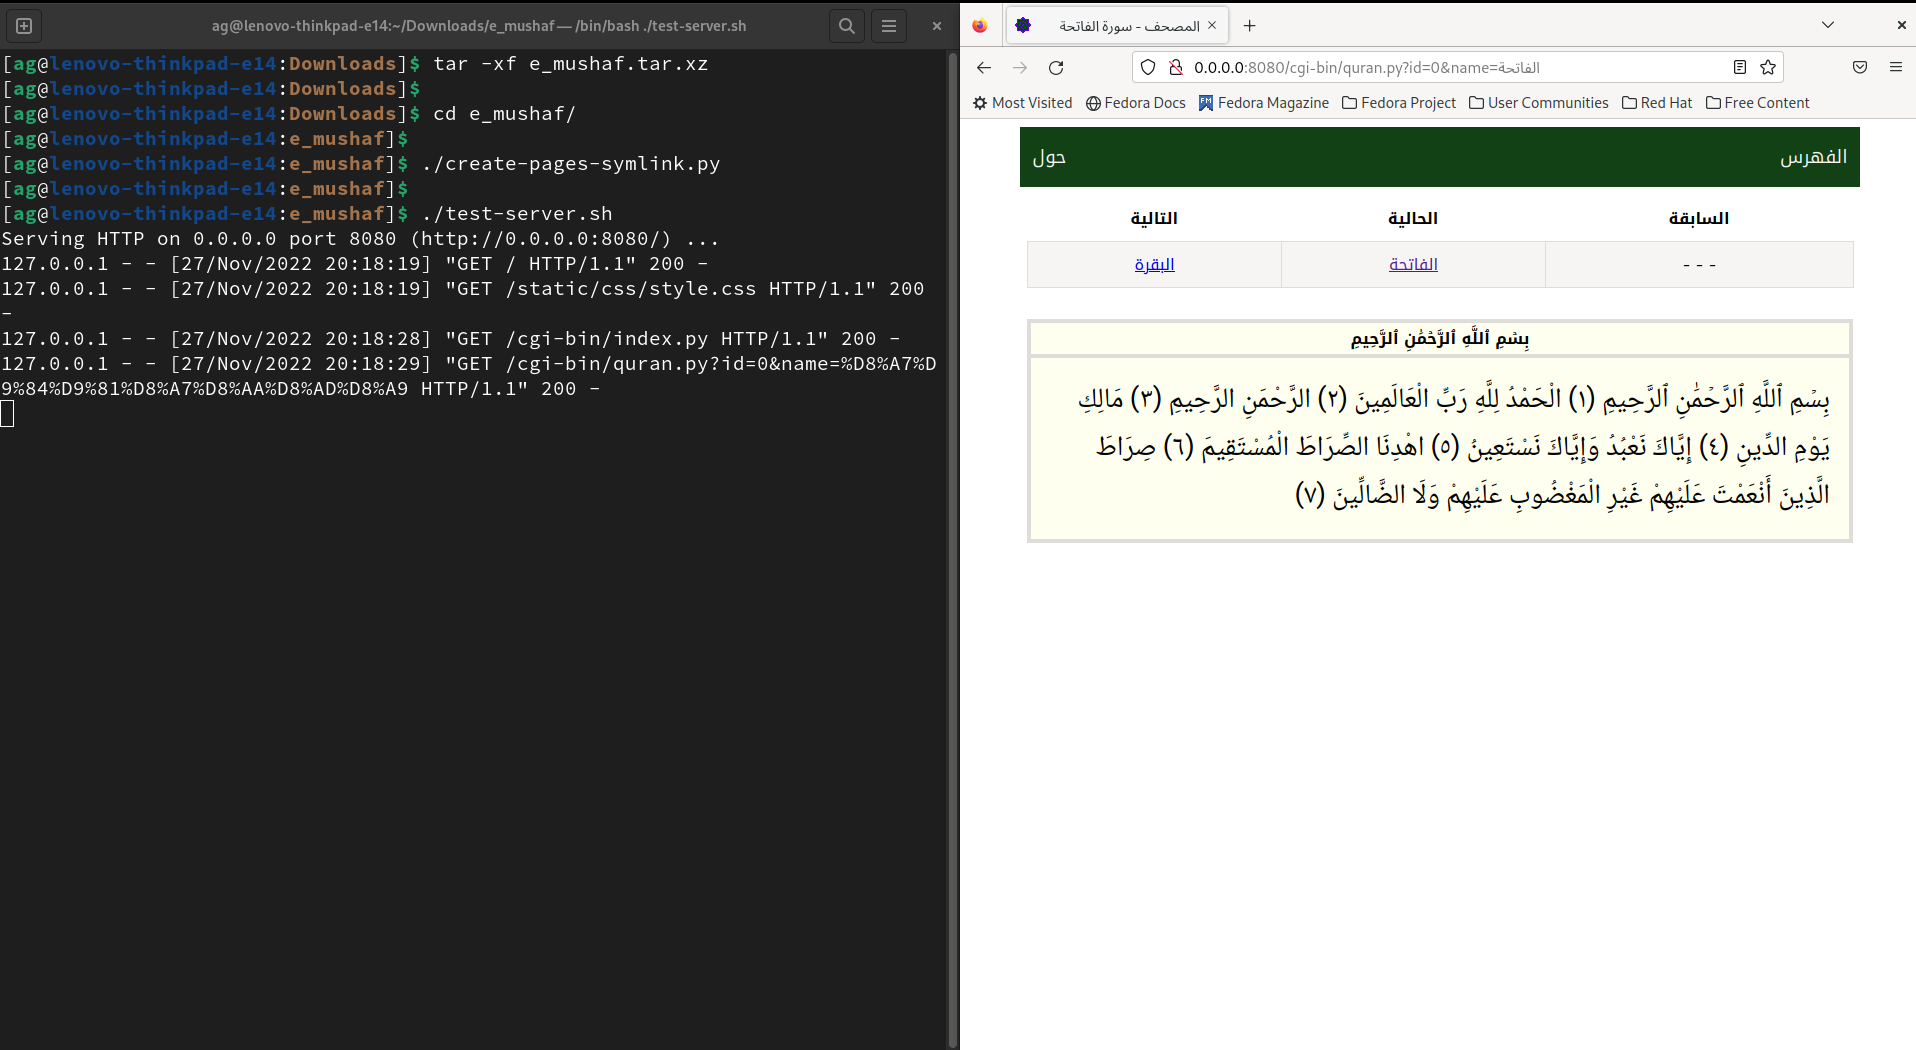 ag@lenovo-thinkpad-e14:~/Downloads/e_mushaf — /bin/bash ./test-server.sh
[ag@lenovo-thinkpad-e14:Downloads]$ tar -xf e_mushaf.tar.xz
[ag@lenovo-thinkpad-e14:Downloads]$
[ag@lenovo-thinkpad-e14:Downloads]$ cd e_mushaf/
[ag@lenovo-thinkpad-e14:e_mushaf]$
[ag@lenovo-thinkpad-e14:e_mushaf]$ ./create-pages-symlink.py
[ag@lenovo-thinkpad-e14:e_mushaf]$
[ag@lenovo-thinkpad-e14:e_mushaf]$ ./test-server.sh
Serving HTTP on 0.0.0.0 port 8080 (http://0.0.0.0:8080/) ...
127.0.0.1 - - [27/Nov/2022 20:18:19] "GET / HTTP/1.1" 200 -
127.0.0.1 - - [27/Nov/2022 20:18:19] "GET /static/css/style.css HTTP/1.1" 200
-
127.0.0.1 - - [27/Nov/2022 20:18:28] "GET /cgi-bin/index.py HTTP/1.1" 200 -
127.0.0.1 - - [27/Nov/2022 20:18:29] "GET /cgi-bin/quran.py?id=0&name=%D8%A7%D
9%84%D9%81%D8%A7%D8%AA%D8%AD%D8%A9 HTTP/1.1" 200 -
المصحف - سورة الفاتحة
0.0.0.0:8080/cgi-bin/quran.py?id=0&name=الفاتحة
Most Visited Fedora Docs Fedora Magazine Fedora Project User Communities Red Hat Free Content
الفهرس حول
السابقة الحالية التالية
- - - الفاتحة البقرة
بِسْمِ ٱللَّهِ ٱلرَّحْمَٰنِ ٱلرَّحِيمِ
بِسْمِ ٱللَّهِ ٱلرَّحْمَٰنِ ٱلرَّحِيمِ (١) الْحَمْدُ لِلَّهِ رَبِّ الْعَالَمِينَ (٢) الرَّحْمَنِ الرَّحِيمِ (٣) مَالِكِ
يَوْمِ الدِّينِ (٤) إِيَّاكَ نَعْبُدُ وَإِيَّاكَ نَسْتَعِينُ (٥) اهْدِنَا الصِّرَاطَ الْمُسْتَقِيمَ (٦) صِرَاطَ
الَّذِينَ أَنْعَمْتَ عَلَيْهِمْ غَيْرِ الْمَغْضُوبِ عَلَيْهِمْ وَلَا الضَّالِّينَ (٧)